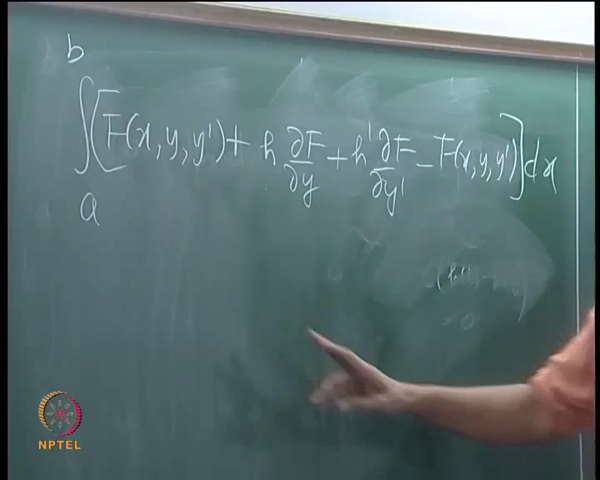 b
∫[F(x, y, y') + h ∂F/∂y + h' ∂F/∂y' - F(x, y, y')] dx
a
NPTEL